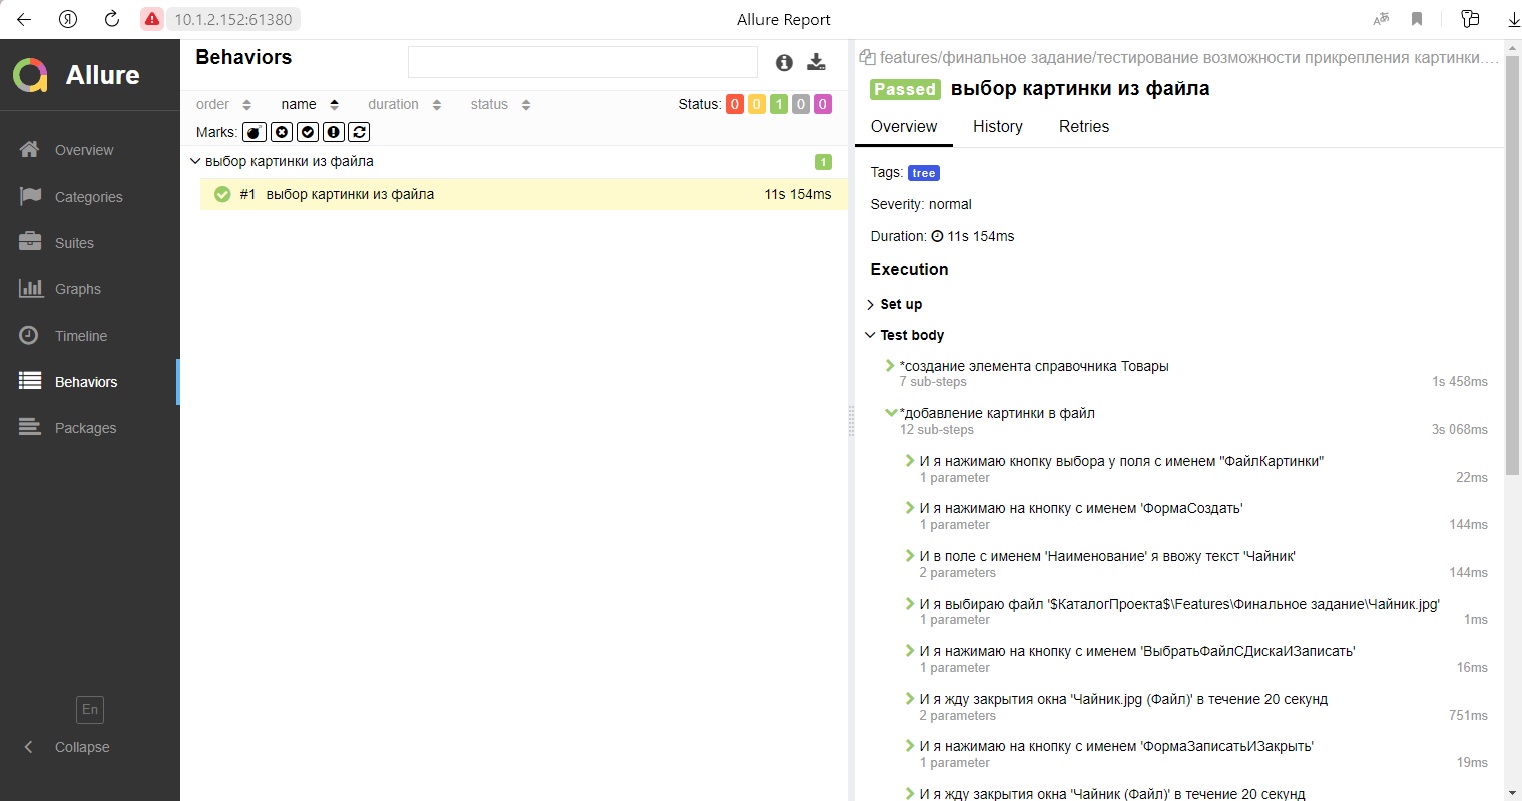 Я 10.1.2.152:61380 Allure Report
Allure
Overview
Categories
Suites
Graphs
Timeline
Behaviors
Packages
En
Collapse
Behaviors
order name duration status Status: 0 0 1 0 0
Marks:
выбор картинки из файла 1
#1 выбор картинки из файла 11s 154ms
features/финальное задание/тестирование возможности прикрепления картинки....
Passed выбор картинки из файла
Overview History Retries
Tags: tree
Severity: normal
Duration: 11s 154ms
Execution
Set up
Test body
*создание элемента справочника Товары
7 sub-steps 1s 458ms
*добавление картинки в файл
12 sub-steps 3s 068ms
И я нажимаю кнопку выбора у поля с именем "ФайлКартинки"
1 parameter 22ms
И я нажимаю на кнопку с именем 'ФормаСоздать'
1 parameter 144ms
И в поле с именем 'Наименование' я ввожу текст 'Чайник'
2 parameters 144ms
И я выбираю файл '$КаталогПроекта$\Features\Финальное задание\Чайник.jpg'
1 parameter 1ms
И я нажимаю на кнопку с именем 'ВыбратьФайлСДискаИЗаписать'
1 parameter 16ms
И я жду закрытия окна 'Чайник.jpg (Файл)' в течение 20 секунд
2 parameters 751ms
И я нажимаю на кнопку с именем 'ФормаЗаписатьИЗакрыть'
1 parameter 19ms
И я жду закрытия окна 'Чайник (Файл)' в течение 20 секунд